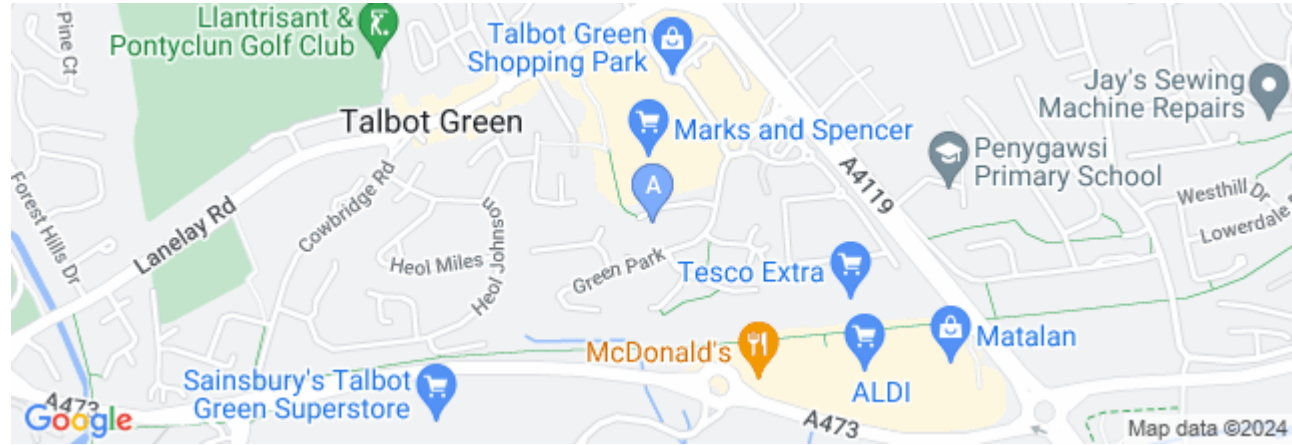 Pine Ct
Llantrisant &
Pontyclun Golf Club
Talbot Green
Shopping Park
Jay's Sewing
Machine Repairs
Talbot Green
Marks and Spencer
Penygawsi
Primary School
A
A4119
Westhill Dr
Lowerdale
Forest Hills Dr
Lanelay Rd
Cowbridge Rd
Heol Miles
Heol Johnson
Green Park
Tesco Extra
McDonald's
Matalan
ALDI
Sainsbury's Talbot
Green Superstore
A473
A473
Google
Map data ©2024